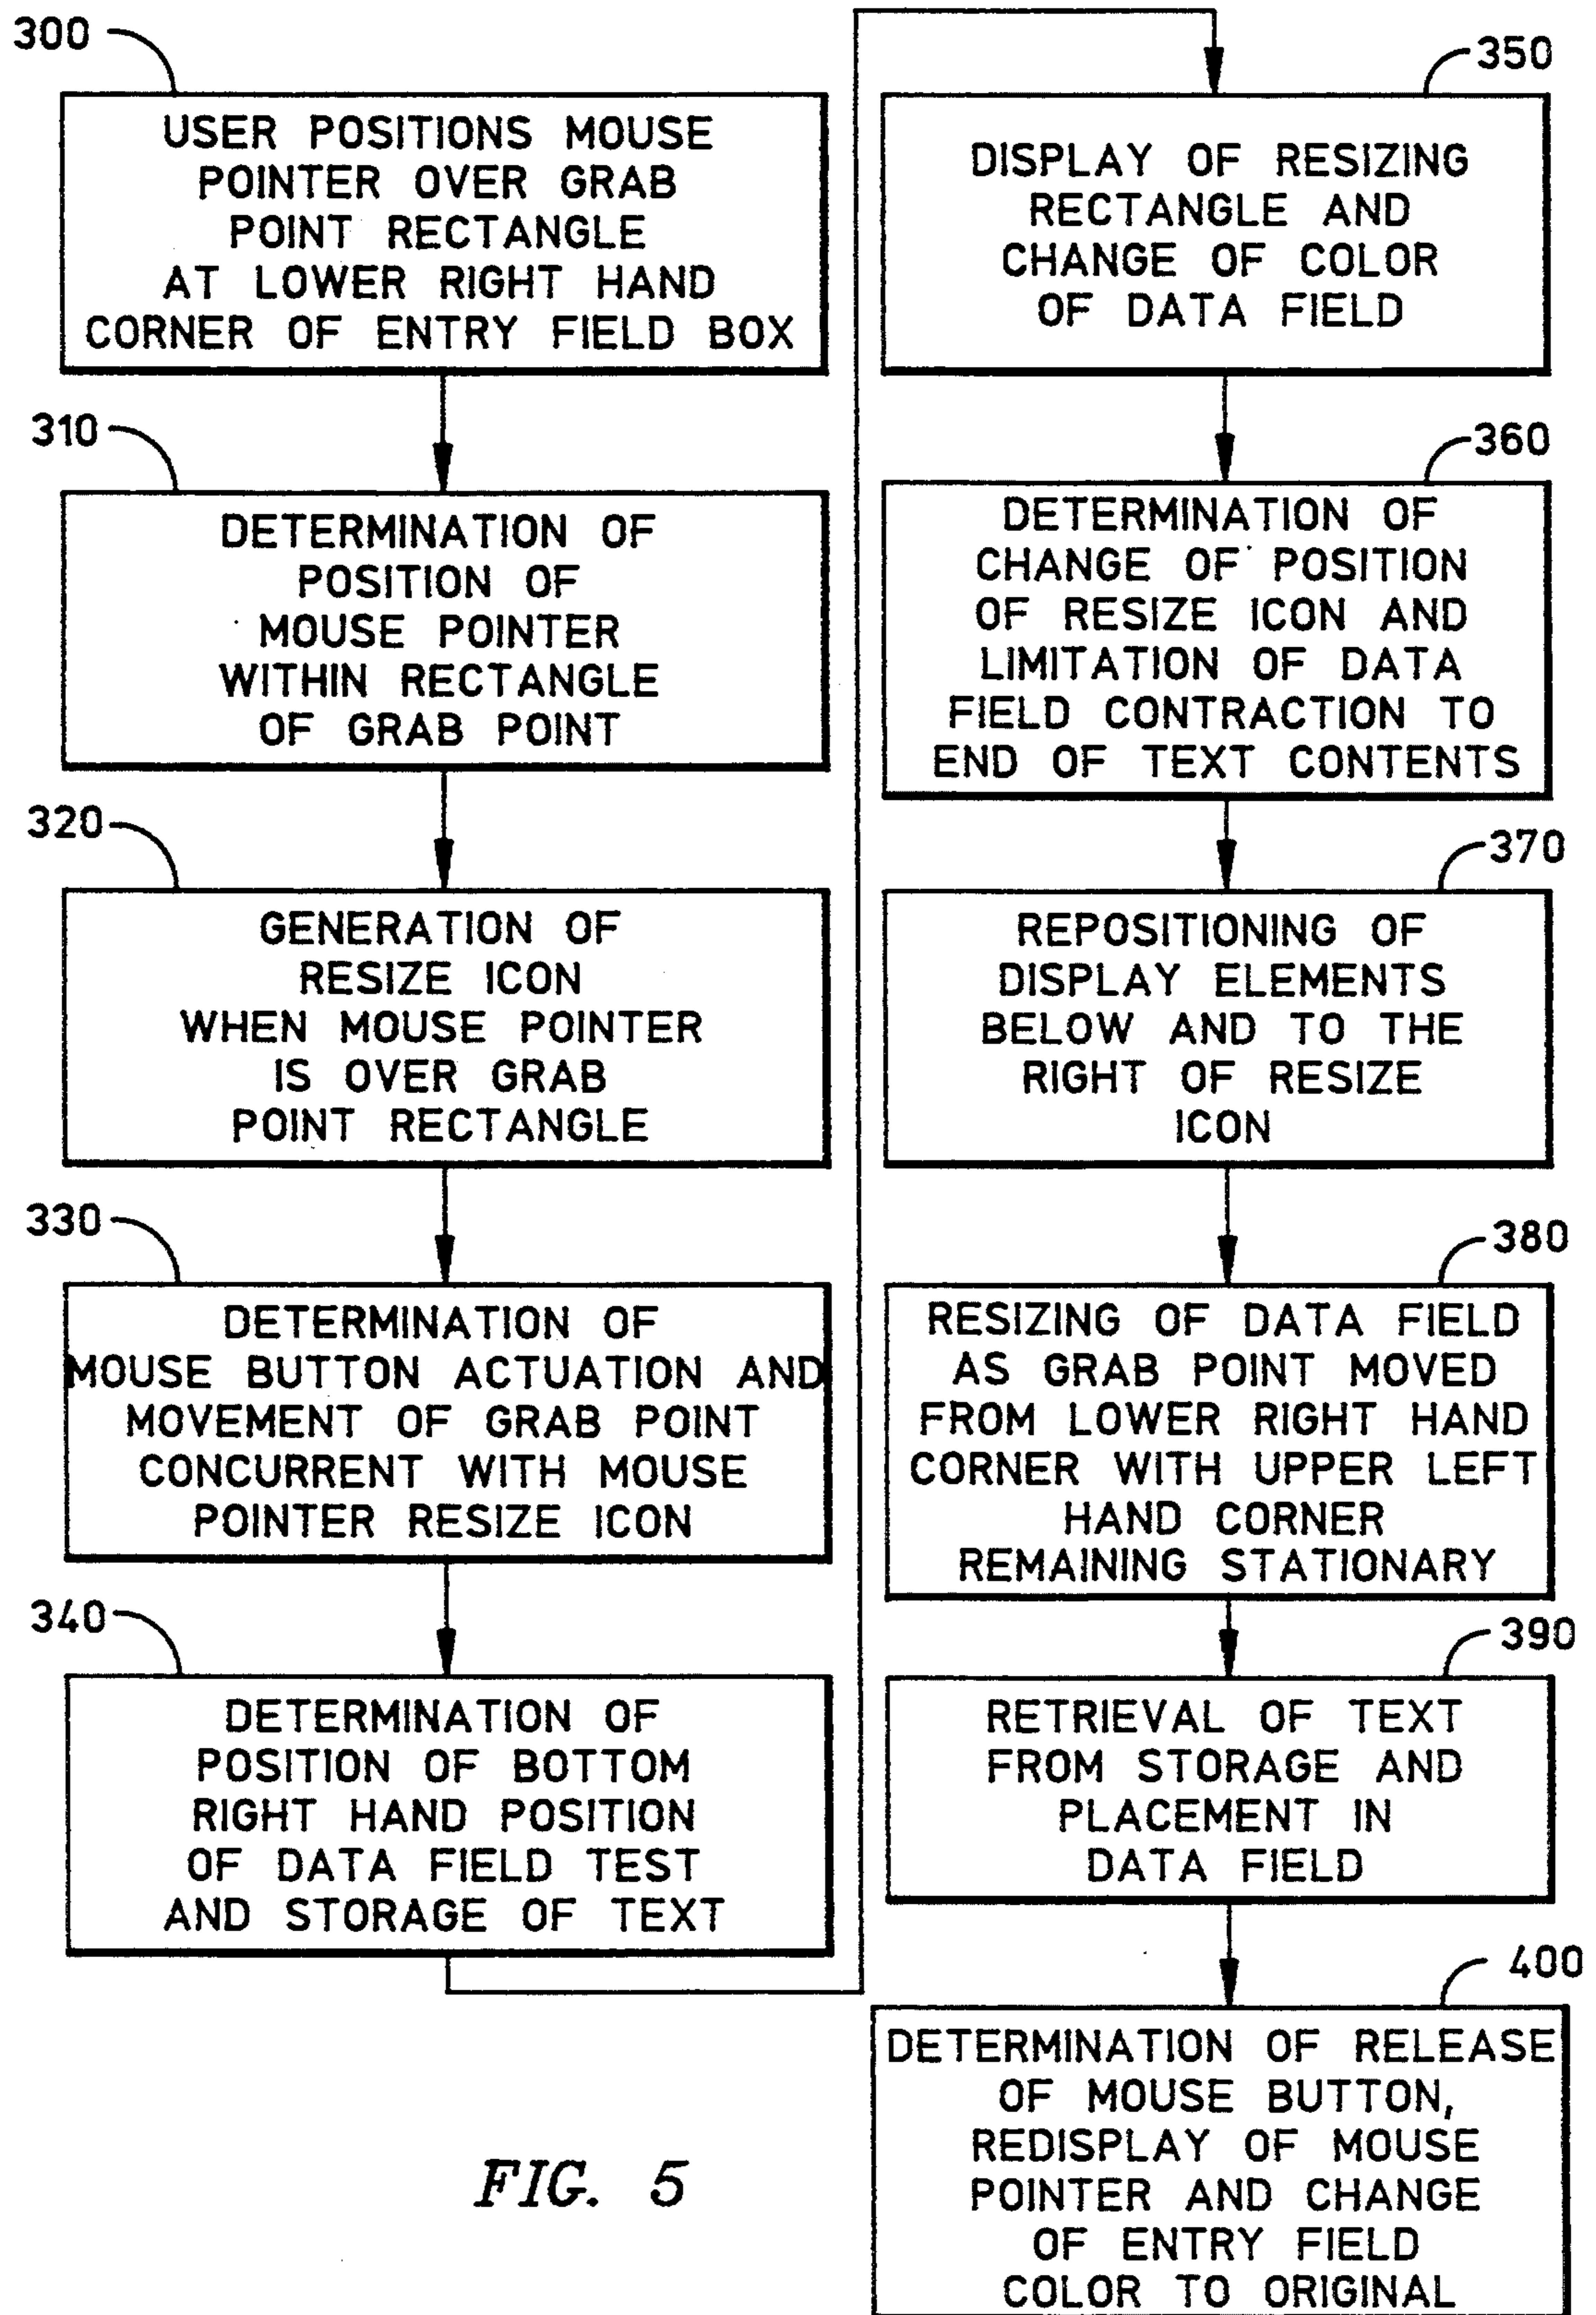 300
USER POSITIONS MOUSE
POINTER OVER GRAB
POINT RECTANGLE
AT LOWER RIGHT HAND
CORNER OF ENTRY FIELD BOX
310
DETERMINATION OF
POSITION OF
MOUSE POINTER
WITHIN RECTANGLE
OF GRAB POINT
320
GENERATION OF
RESIZE ICON
WHEN MOUSE POINTER
IS OVER GRAB
POINT RECTANGLE
330
DETERMINATION OF
MOUSE BUTTON ACTUATION AND
MOVEMENT OF GRAB POINT
CONCURRENT WITH MOUSE
POINTER RESIZE ICON
340
DETERMINATION OF
POSITION OF BOTTOM
RIGHT HAND POSITION
OF DATA FIELD TEST
AND STORAGE OF TEXT
350
DISPLAY OF RESIZING
RECTANGLE AND
CHANGE OF COLOR
OF DATA FIELD
360
DETERMINATION OF
CHANGE OF POSITION
OF RESIZE ICON AND
LIMITATION OF DATA
FIELD CONTRACTION TO
END OF TEXT CONTENTS
370
REPOSITIONING OF
DISPLAY ELEMENTS
BELOW AND TO THE
RIGHT OF RESIZE
ICON
380
RESIZING OF DATA FIELD
AS GRAB POINT MOVED
FROM LOWER RIGHT HAND
CORNER WITH UPPER LEFT
HAND CORNER
REMAINING STATIONARY
390
RETRIEVAL OF TEXT
FROM STORAGE AND
PLACEMENT IN
DATA FIELD
400
DETERMINATION OF RELEASE
OF MOUSE BUTTON,
REDISPLAY OF MOUSE
POINTER AND CHANGE
OF ENTRY FIELD
COLOR TO ORIGINAL
FIG. 5